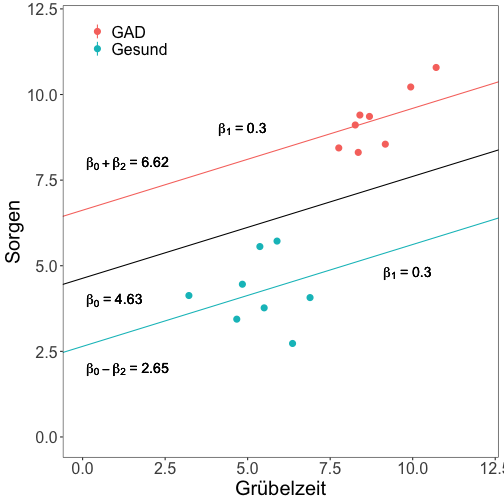 12.5
GAD
Gesund
10.0
β₁ = 0.3
β₀ + β₂ = 6.62
7.5
Sorgen
5.0
β₁ = 0.3
β₀ = 4.63
2.5
β₀ − β₂ = 2.65
0.0
0.0 2.5 5.0 7.5 10.0 12.5
Grübelzeit